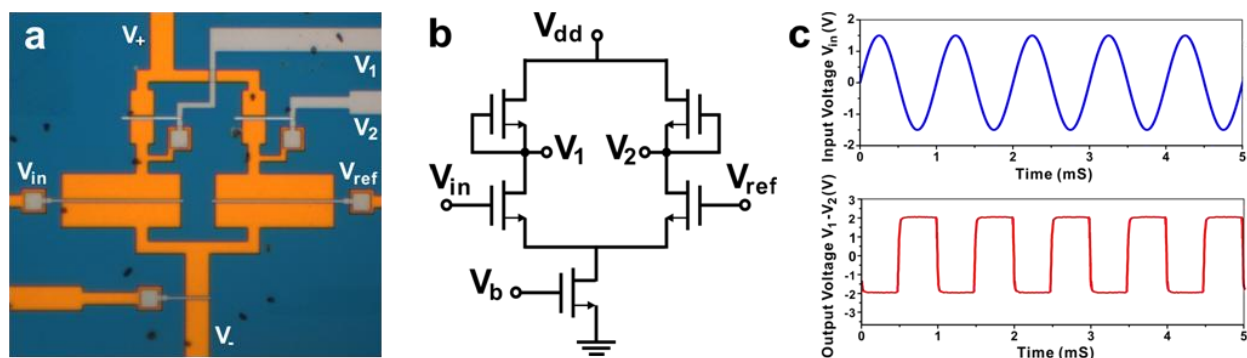 a
V+
V1
V2
Vin
Vref
V-
b
Vdd
V1
V2
Vin
Vref
Vb
c
Input Voltage Vin(V)
2
1
0
-1
-2
0
1
2
3
4
5
Time (mS)
Output Voltage V1-V2(V)
3
2
1
0
-1
-2
-3
0
1
2
3
4
5
Time (mS)